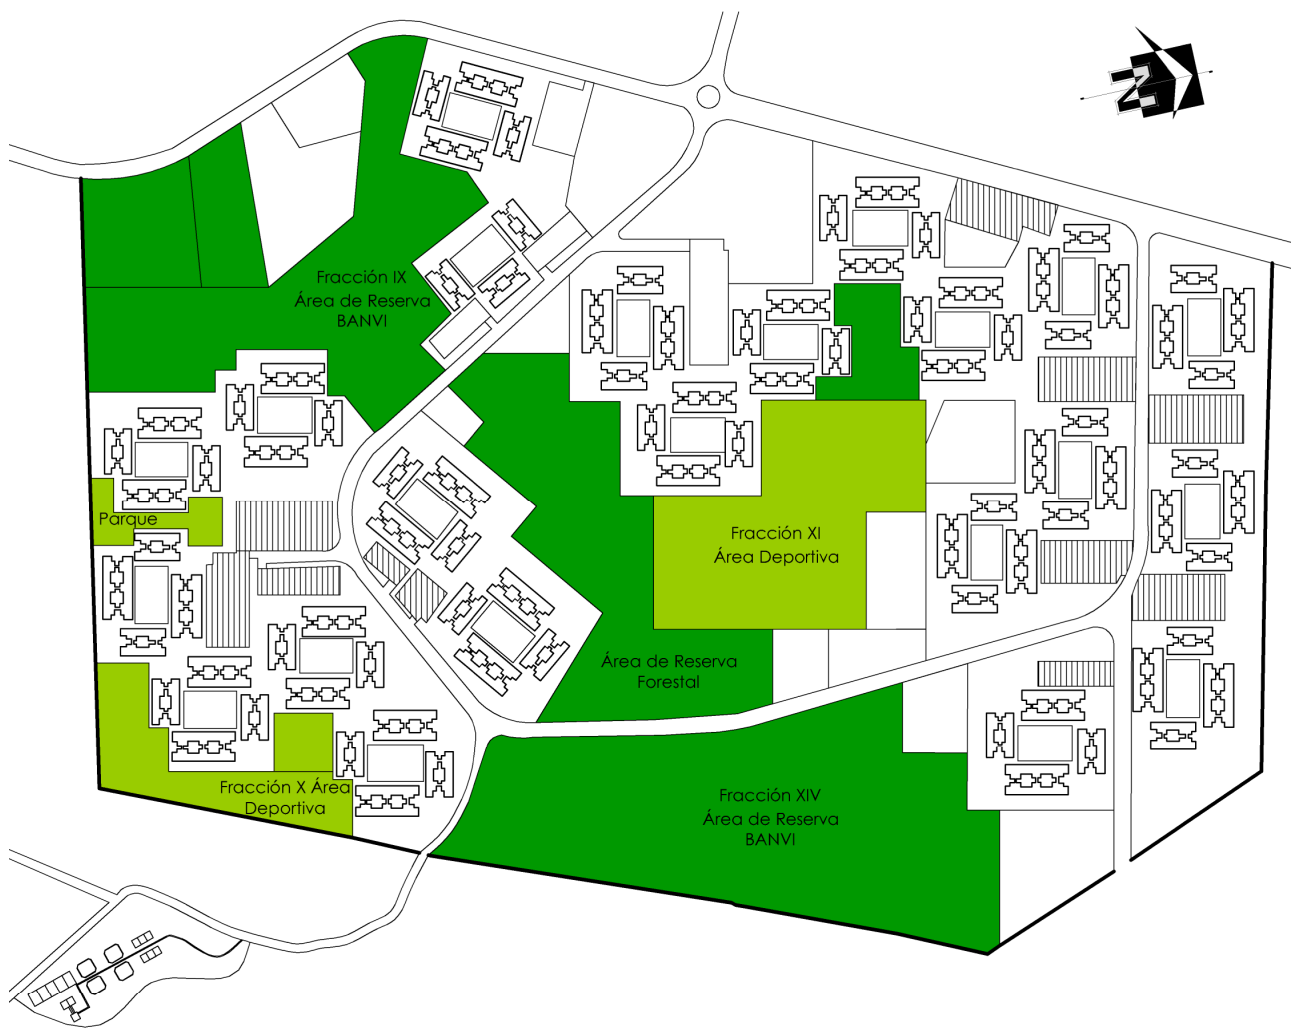 N
Fracción IX
Área de Reserva
BANVI
Parque
Fracción XI
Área Deportiva
Área de Reserva
Forestal
Fracción X Área
Deportiva
Fracción XIV
Área de Reserva
BANVI